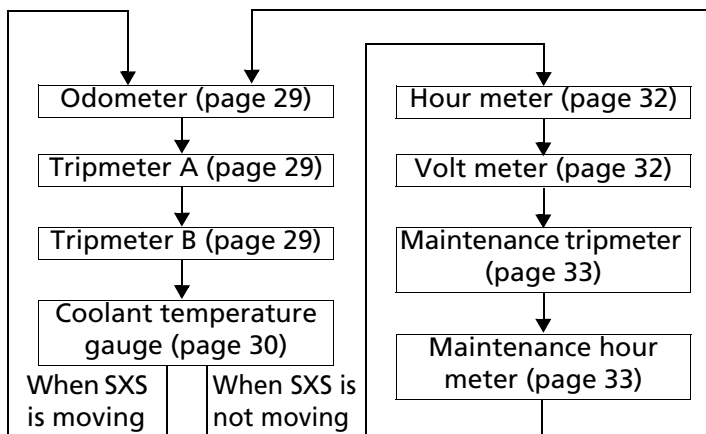 Odometer (page 29)
Tripmeter A (page 29)
Tripmeter B (page 29)
Coolant temperature
gauge (page 30)
When SXS
is moving
When SXS is
not moving
Hour meter (page 32)
Volt meter (page 32)
Maintenance tripmeter
(page 33)
Maintenance hour
meter (page 33)